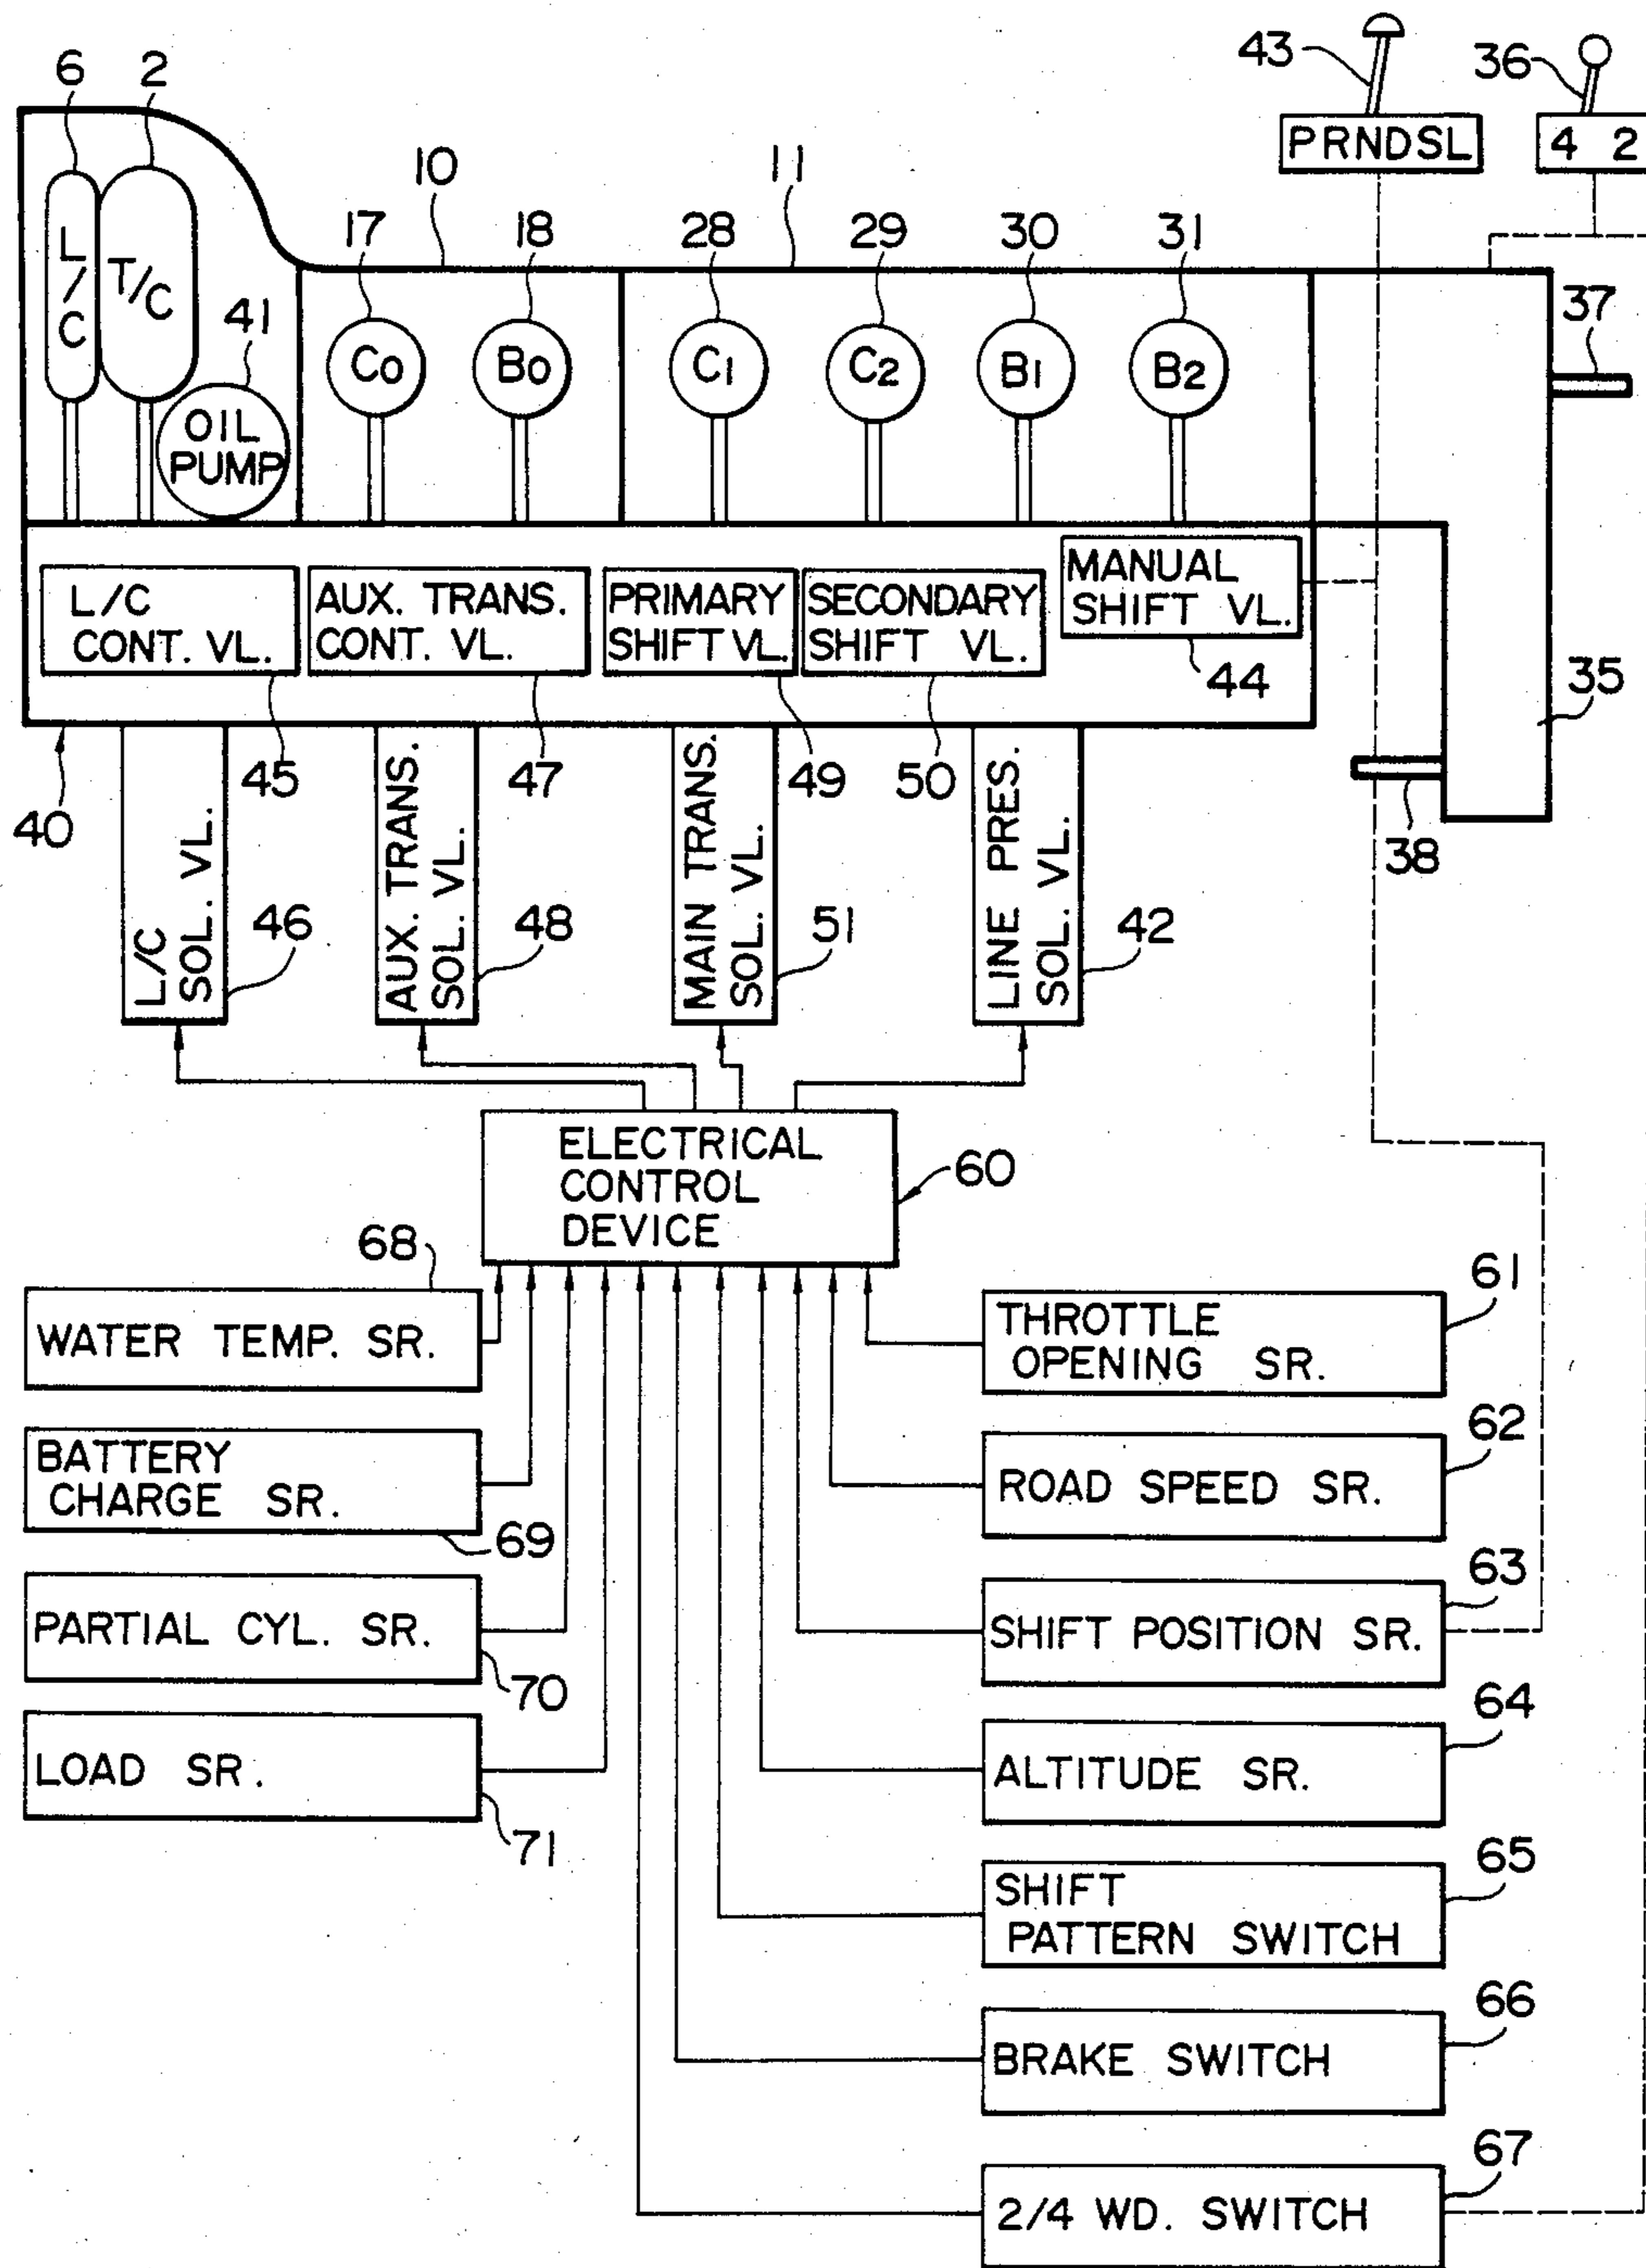 43
36
6
2
PRNDSL
4 2
10
11
17
18
28
29
30
31
L/C
T/C
41
37
C0
B0
C1
C2
B1
B2
OIL
PUMP
L/C
CONT. VL.
AUX. TRANS.
CONT. VL.
PRIMARY
SHIFT VL.
SECONDARY
SHIFT VL.
MANUAL
SHIFT VL.
44
35
40
45
47
49
50
38
L/C
SOL. VL.
46
AUX. TRANS.
SOL. VL.
48
MAIN TRANS.
SOL. VL.
51
LINE PRES.
SOL. VL.
42
ELECTRICAL
CONTROL
DEVICE
60
68
WATER TEMP. SR.
BATTERY
CHARGE SR.
69
PARTIAL CYL. SR.
70
LOAD SR.
71
61
THROTTLE
OPENING SR.
62
ROAD SPEED SR.
63
SHIFT POSITION SR.
64
ALTITUDE SR.
65
SHIFT
PATTERN SWITCH
66
BRAKE SWITCH
67
2/4 WD. SWITCH